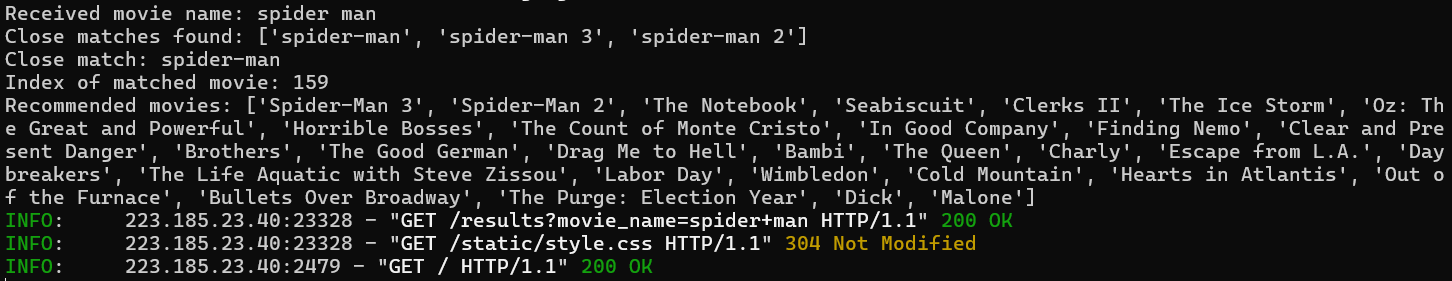 Received movie name: spider man
Close matches found: ['spider-man', 'spider-man 3', 'spider-man 2']
Close match: spider-man
Index of matched movie: 159
Recommended movies: ['Spider-Man 3', 'Spider-Man 2', 'The Notebook', 'Seabiscuit', 'Clerks II', 'The Ice Storm', 'Oz: Th
e Great and Powerful', 'Horrible Bosses', 'The Count of Monte Cristo', 'In Good Company', 'Finding Nemo', 'Clear and Pre
sent Danger', 'Brothers', 'The Good German', 'Drag Me to Hell', 'Bambi', 'The Queen', 'Charly', 'Escape from L.A.', 'Day
breakers', 'The Life Aquatic with Steve Zissou', 'Labor Day', 'Wimbledon', 'Cold Mountain', 'Hearts in Atlantis', 'Out o
f the Furnace', 'Bullets Over Broadway', 'The Purge: Election Year', 'Dick', 'Malone']
INFO:     223.185.23.40:23328 - "GET /results?movie_name=spider+man HTTP/1.1" 200 OK
INFO:     223.185.23.40:23328 - "GET /static/style.css HTTP/1.1" 304 Not Modified
INFO:     223.185.23.40:2479 - "GET / HTTP/1.1" 200 OK